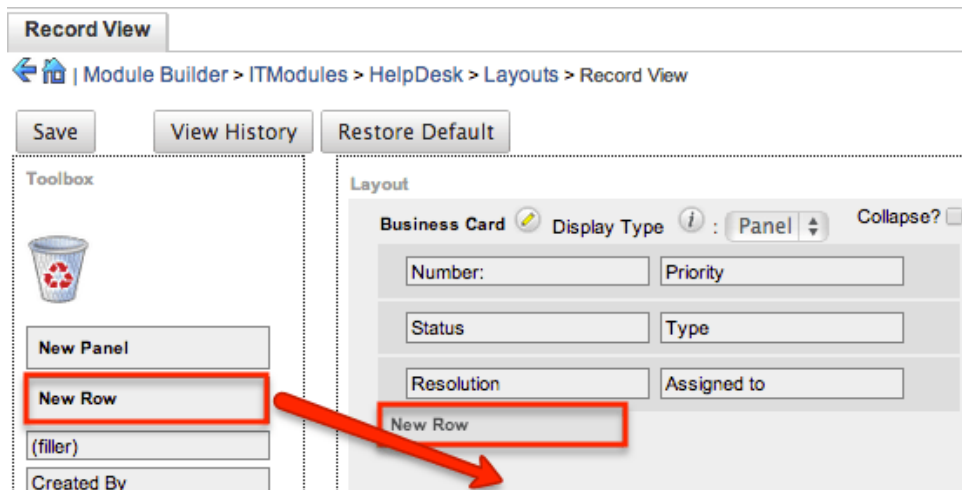 Record View
| Module Builder > ITModules > HelpDesk > Layouts > Record View
Save View History Restore Default
Toolbox
New Panel
New Row
(filler)
Created By
Layout
Business Card Display Type i : Panel Collapse?
Number: Priority
Status Type
Resolution Assigned to
New Row